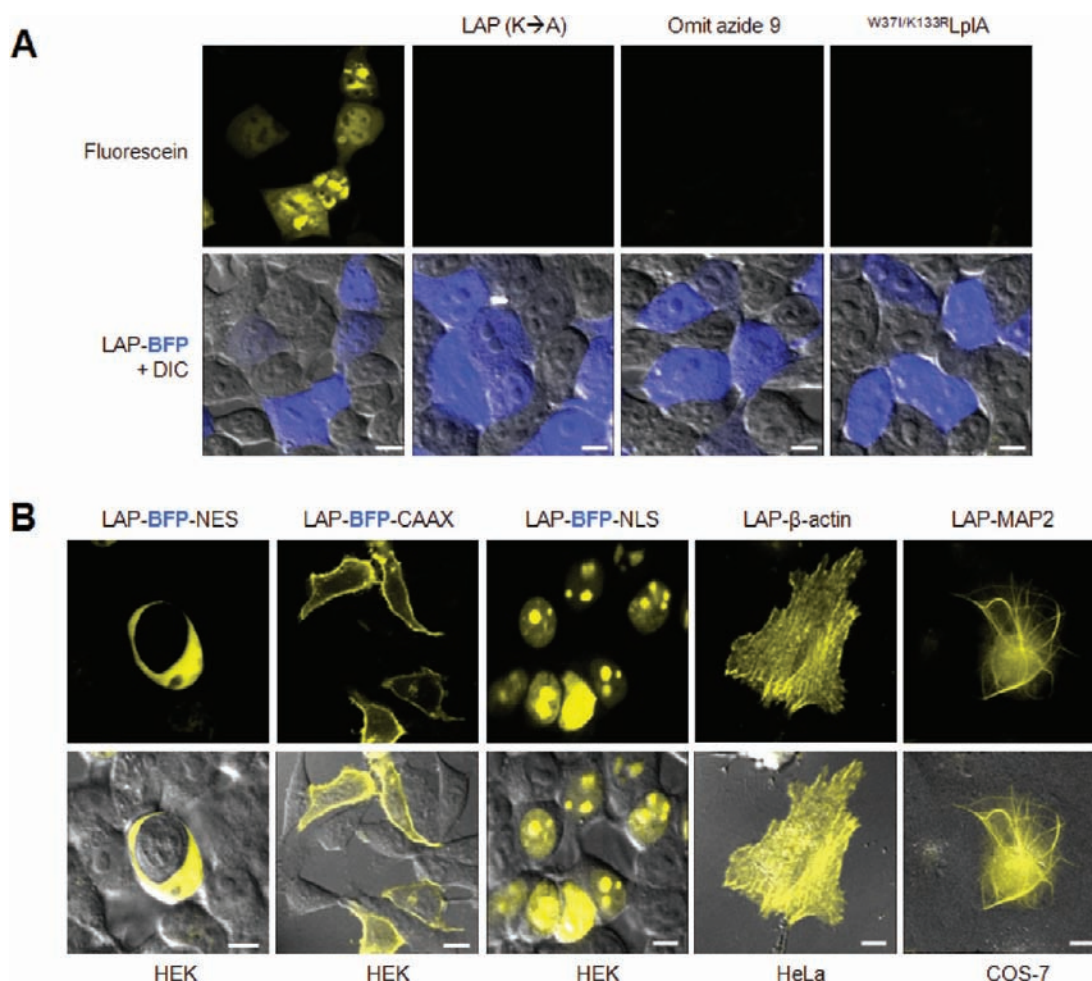 A
LAP (K→A)
Omit azide 9
W37I/K133RLplA
Fluorescein
LAP-BFP
+ DIC
B
LAP-BFP-NES
LAP-BFP-CAAX
LAP-BFP-NLS
LAP-β-actin
LAP-MAP2
HEK
HEK
HEK
HeLa
COS-7